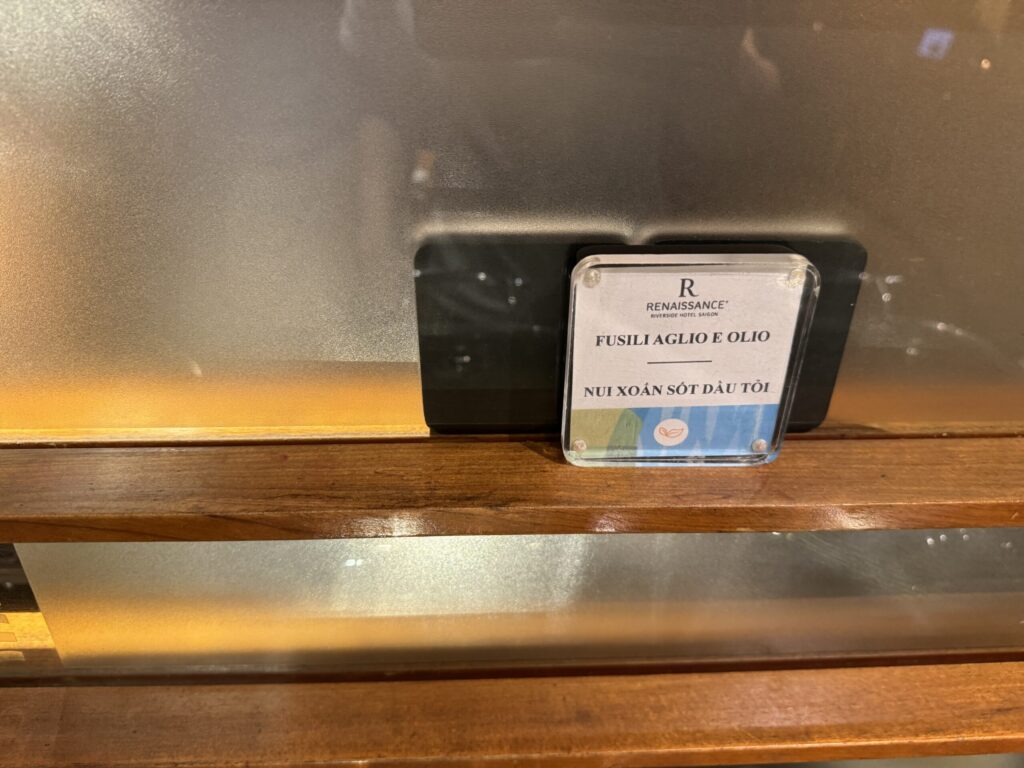 R
RENAISSANCE®
RIVERSIDE HOTEL SAIGON
FUSILI AGLIO E OLIO
NUI XOẮN SỐT DẦU TỎI